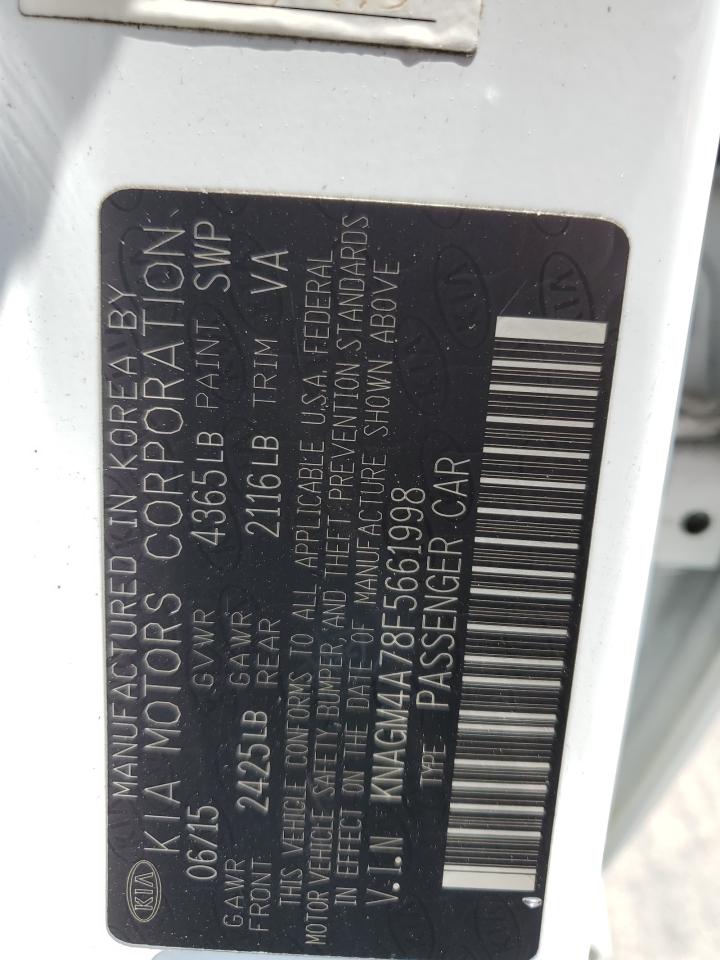 KIA
MANUFACTURED IN KOREA BY
KIA MOTORS CORPORATION
06/15 GVWR 4365LB PAINT SWP
GAWR FRONT 2425LB GAWR REAR 2116LB TRIM VA
THIS VEHICLE CONFORMS TO ALL APPLICABLE U.S.A. FEDERAL
MOTOR VEHICLE SAFETY, BUMPER, AND THEFT PREVENTION STANDARDS
IN EFFECT ON THE DATE OF MANUFACTURE SHOWN ABOVE
V.I.N KNAGM4A78F5661998
TYPE PASSENGER CAR